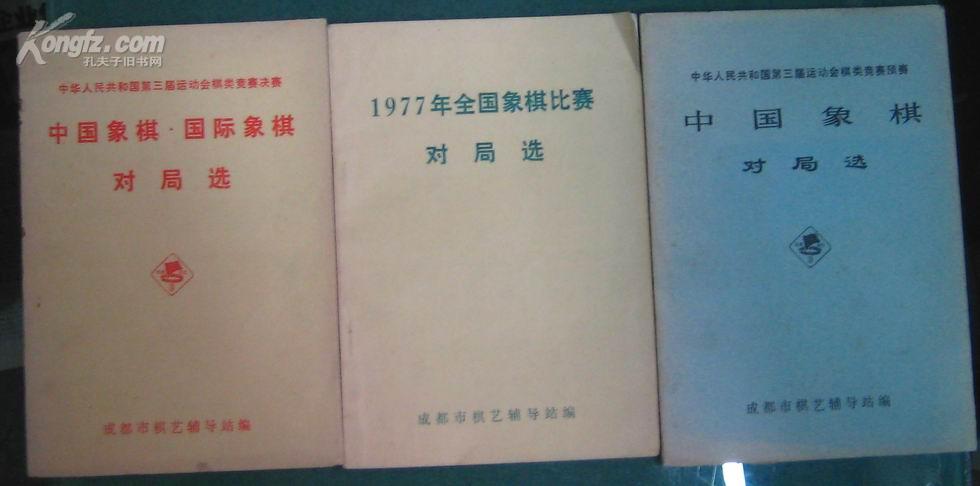 Kongfz.com
孔夫子旧书网
中华人民共和国第三届运动会棋类竞赛决赛
中国象棋·国际象棋
对局选
成都市棋艺辅导站编
1977年全国象棋比赛
对局选
成都市棋艺辅导站编
中华人民共和国第三届运动会棋类竞赛预赛
中国象棋
对局选
成都市棋艺辅导站编